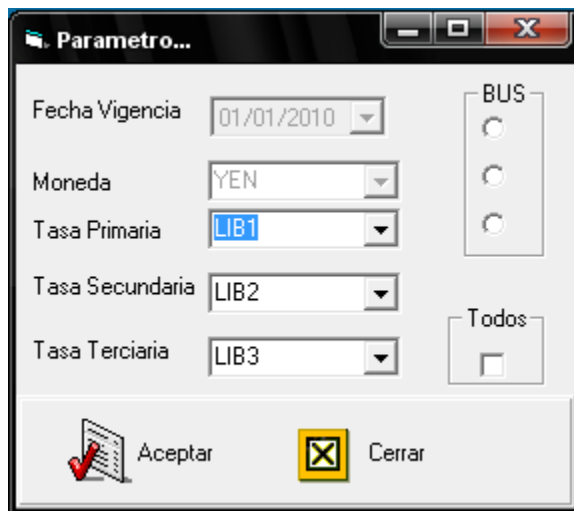 Parametro...
Fecha Vigencia 01/01/2010
BUS
Moneda YEN
Tasa Primaria LIB1
Tasa Secundaria LIB2
Todos
Tasa Terciaria LIB3
Aceptar Cerrar